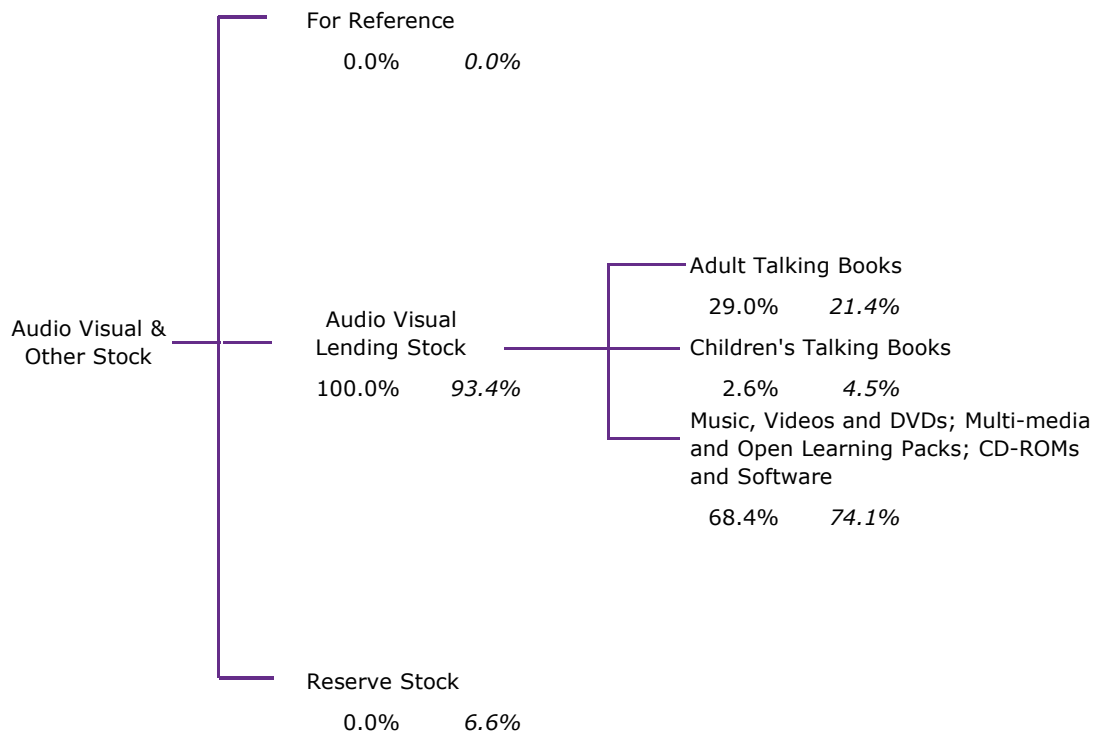 For Reference
0.0% 0.0%
Audio Visual &
Other Stock
Audio Visual
Lending Stock
100.0% 93.4%
Adult Talking Books
29.0% 21.4%
Children's Talking Books
2.6% 4.5%
Music, Videos and DVDs; Multi-media
and Open Learning Packs; CD-ROMs
and Software
68.4% 74.1%
Reserve Stock
0.0% 6.6%